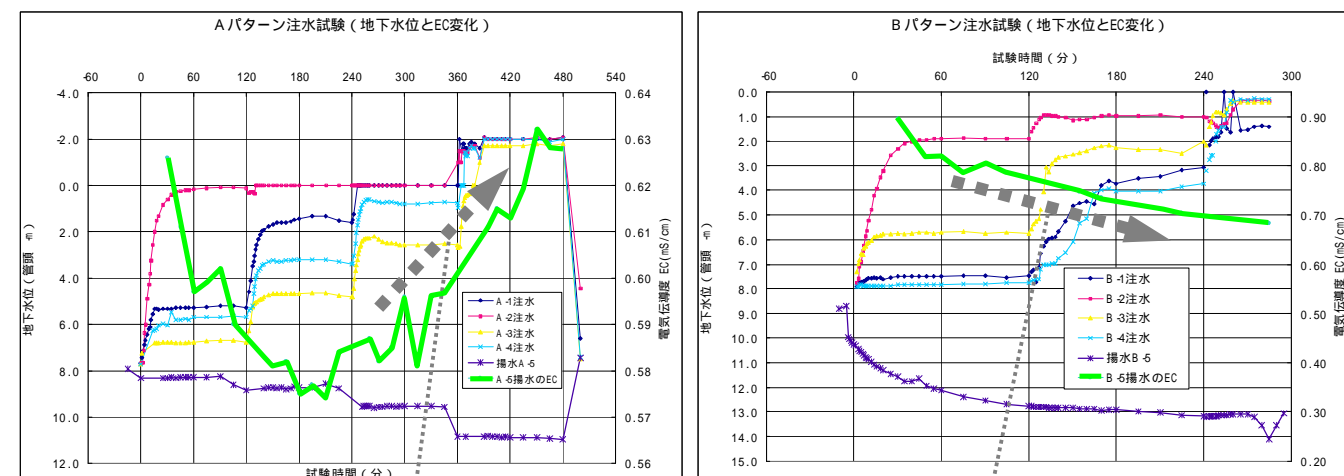 Aパターン注水試験(地下水位とEC変化)
-60 0 60 120 180 240 300 360 420 480 540
-4.0
-2.0
0.0
2.0
4.0
6.0
8.0
10.0
12.0
地下水位(管頭 -m)
0.64
0.63
0.62
0.61
0.60
0.59
0.58
0.57
0.56
電気伝導度 EC(mS/cm)
A-1注水
A-2注水
A-3注水
A-4注水
揚水A-5
A-5揚水のEC
試験時間(分)
Bパターン注水試験(地下水位とEC変化)
試験時間(分)
-60 0 60 120 180 240 300
0.0
1.0
2.0
3.0
4.0
5.0
6.0
7.0
8.0
9.0
10.0
11.0
12.0
13.0
14.0
15.0
地下水位(管頭 -m)
0.90
0.80
0.70
0.60
0.50
0.40
0.30
0.20
電気伝導度 EC(mS/cm)
B-1注水
B-2注水
B-3注水
B-4注水
揚水B-5
B-5揚水のEC